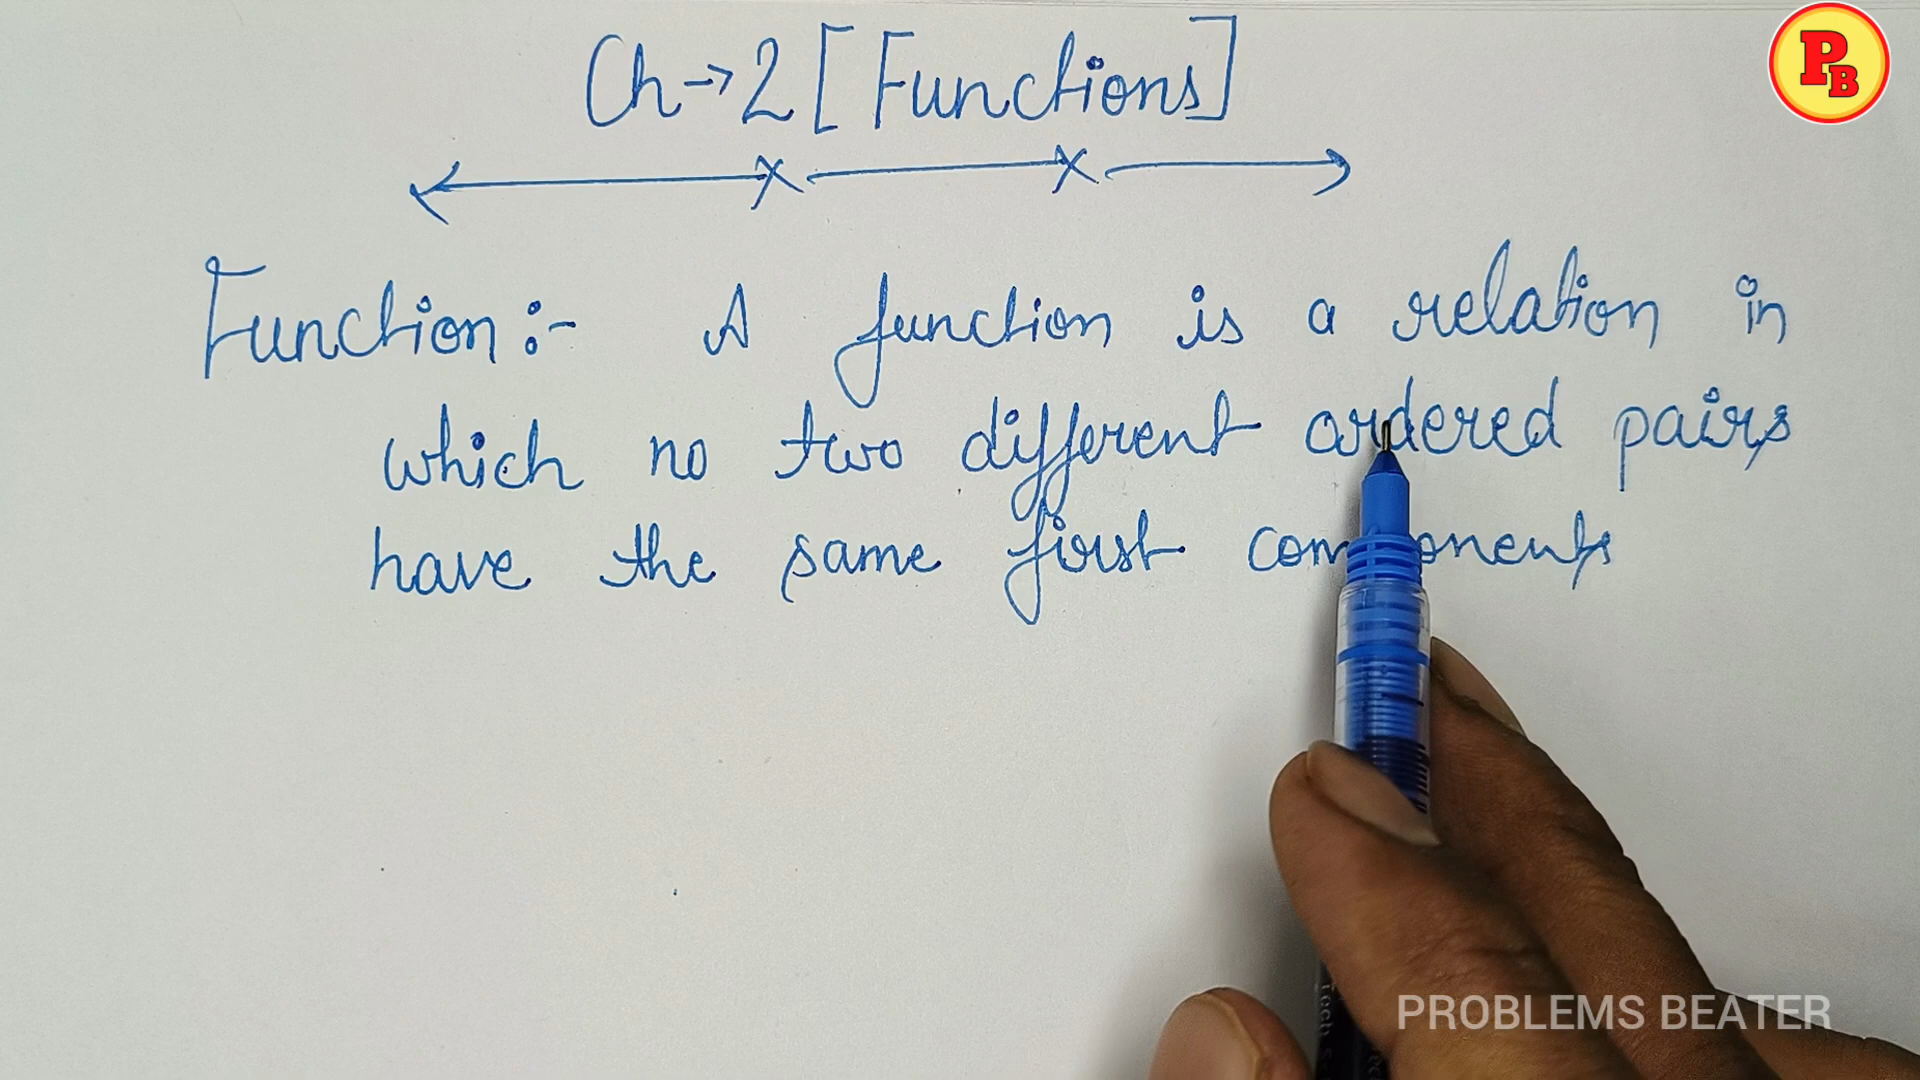 Ch→2 [Functions]
PB
Function:- A function is a relation in
which no two different ordered pairs
have the same first components
PROBLEMS BEATER